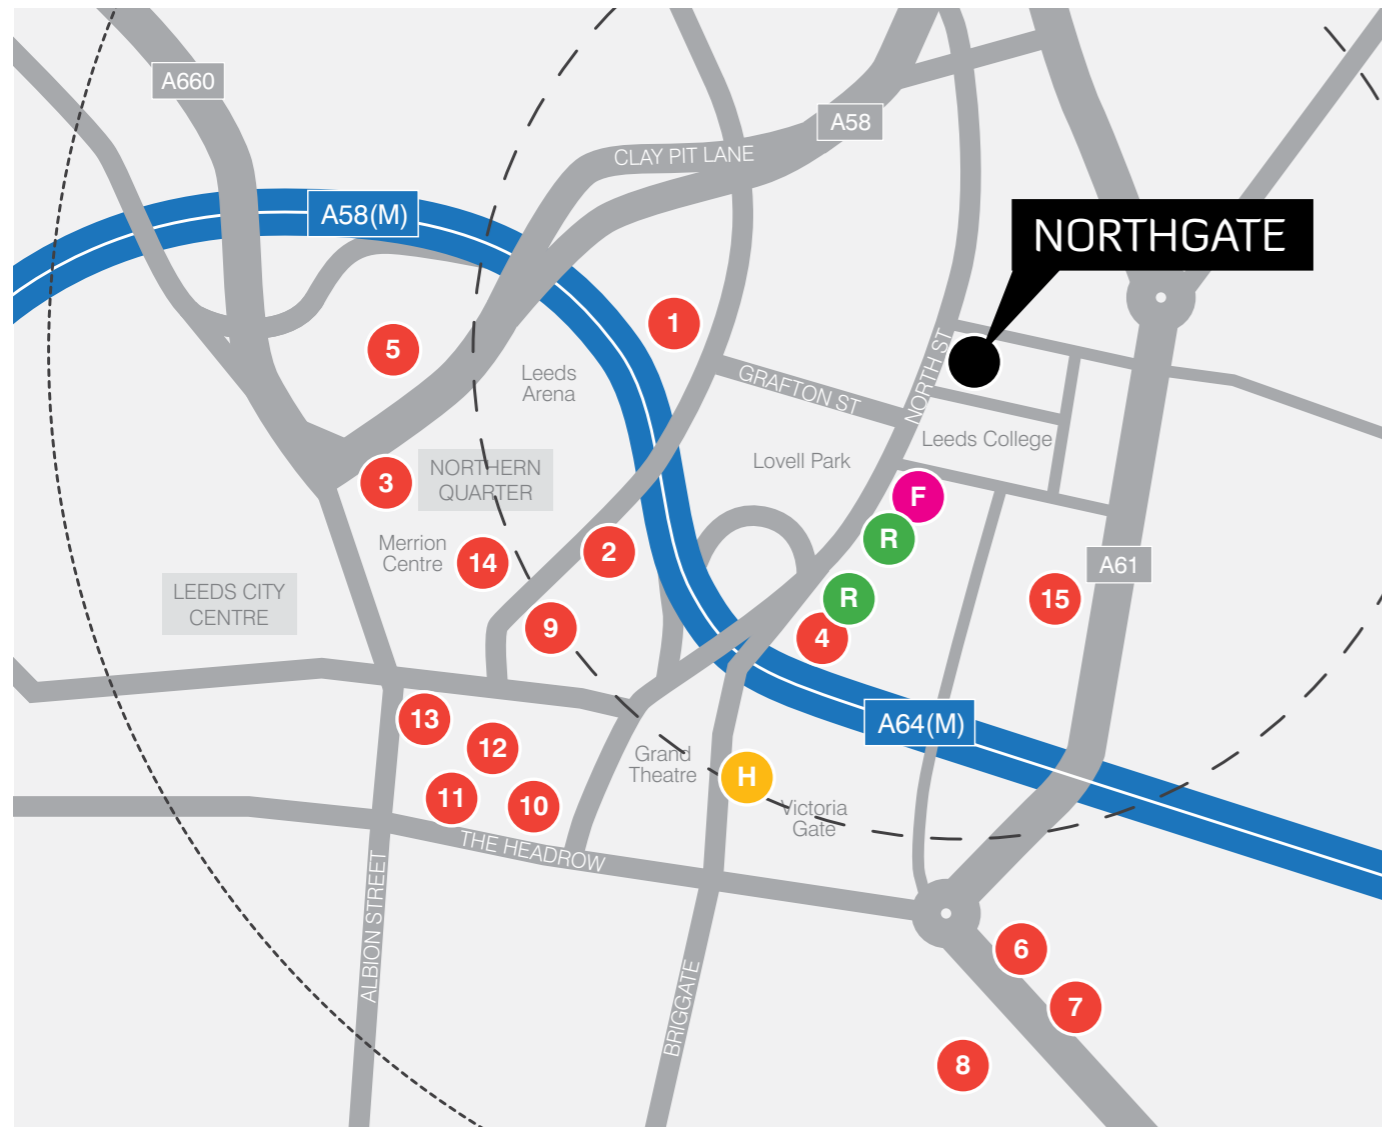 A660
A58
CLAY PIT LANE
A58(M)
NORTHGATE
1
5
NORTH ST
Leeds
Arena
GRAFTON ST
Leeds College
Lovell Park
3
NORTHERN
QUARTER
F
R
Merrion
Centre
14
2
A61
LEEDS CITY
CENTRE
R
15
9
4
13
A64(M)
12
Grand
Theatre
H
11
10
Victoria
Gate
THE HEADROW
ALBION STREET
BRIGGATE
6
7
8